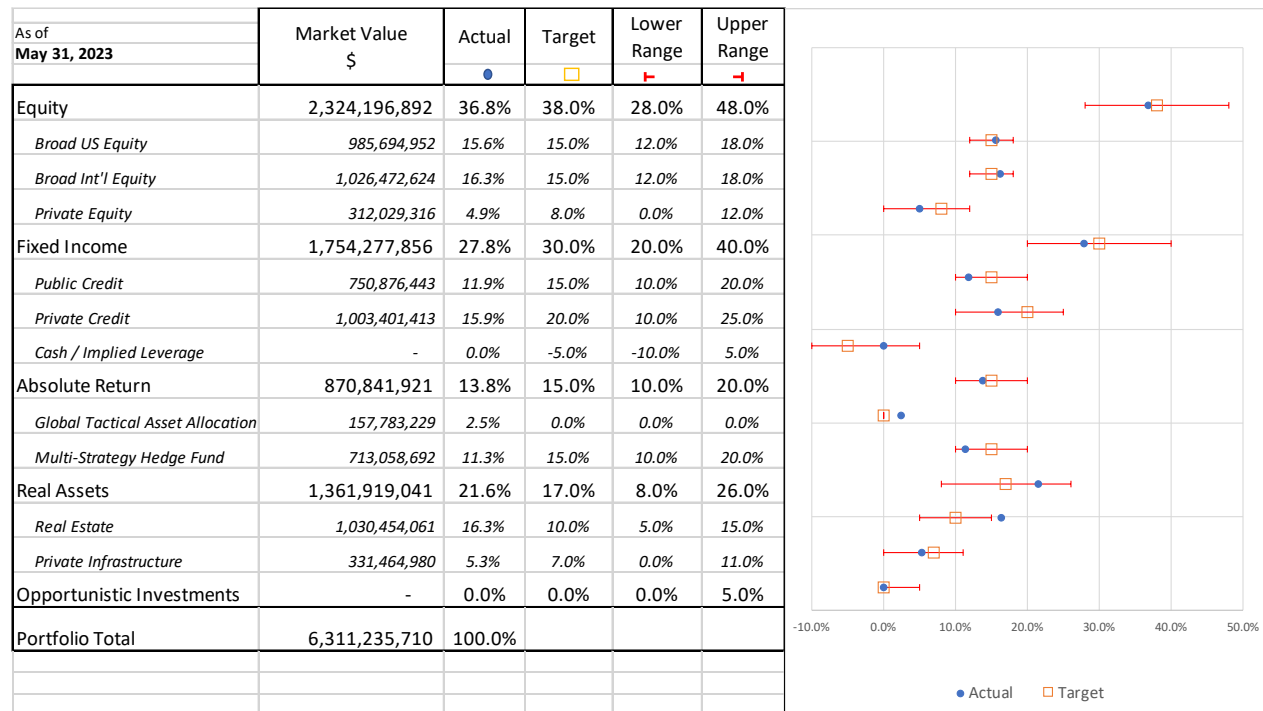 As of
May 31, 2023
Market Value
$
Actual
Target
Lower
Range
Upper
Range
Equity 2,324,196,892 36.8% 38.0% 28.0% 48.0%
Broad US Equity 985,694,952 15.6% 15.0% 12.0% 18.0%
Broad Int'l Equity 1,026,472,624 16.3% 15.0% 12.0% 18.0%
Private Equity 312,029,316 4.9% 8.0% 0.0% 12.0%
Fixed Income 1,754,277,856 27.8% 30.0% 20.0% 40.0%
Public Credit 750,876,443 11.9% 15.0% 10.0% 20.0%
Private Credit 1,003,401,413 15.9% 20.0% 10.0% 25.0%
Cash / Implied Leverage - 0.0% -5.0% -10.0% 5.0%
Absolute Return 870,841,921 13.8% 15.0% 10.0% 20.0%
Global Tactical Asset Allocation 157,783,229 2.5% 0.0% 0.0% 0.0%
Multi-Strategy Hedge Fund 713,058,692 11.3% 15.0% 10.0% 20.0%
Real Assets 1,361,919,041 21.6% 17.0% 8.0% 26.0%
Real Estate 1,030,454,061 16.3% 10.0% 5.0% 15.0%
Private Infrastructure 331,464,980 5.3% 7.0% 0.0% 11.0%
Opportunistic Investments - 0.0% 0.0% 0.0% 5.0%
Portfolio Total 6,311,235,710 100.0%
-10.0% 0.0% 10.0% 20.0% 30.0% 40.0% 50.0%
Actual Target